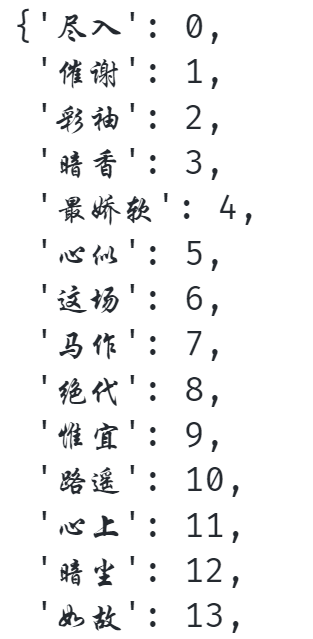 {'尽入': 0,
'催谢': 1,
'彩袖': 2,
'暗香': 3,
'最娇软': 4,
'心似': 5,
'这场': 6,
'马作': 7,
'绝代': 8,
'惟宜': 9,
'路遥': 10,
'心上': 11,
'暗尘': 12,
'如故': 13,